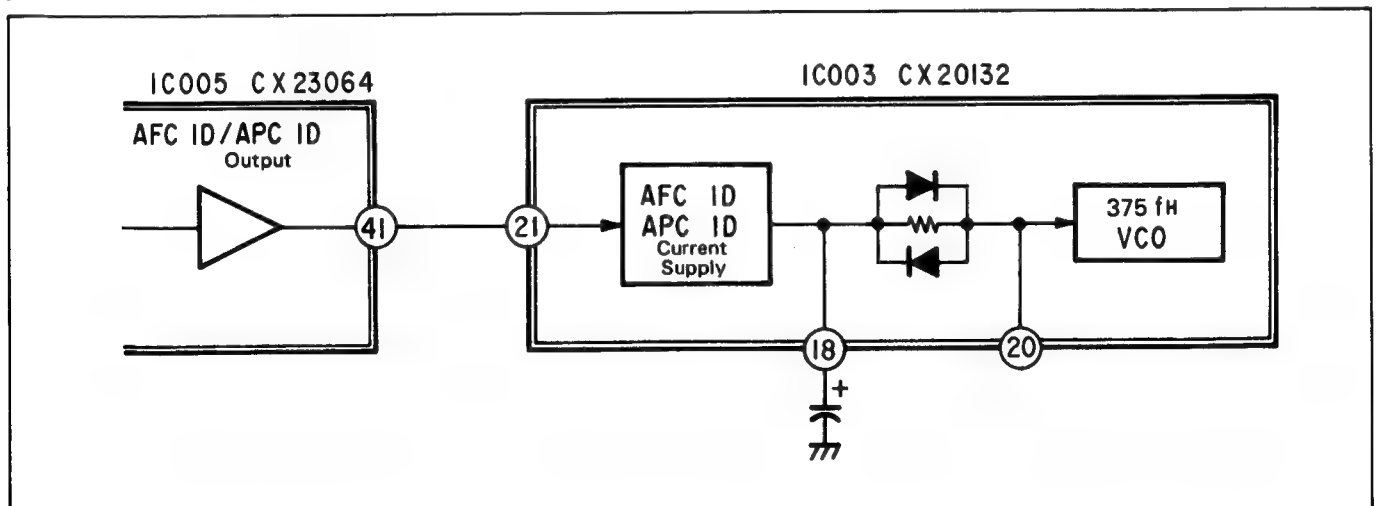 IC005 CX23064
AFC ID/APC ID
Output
41
IC003 CX20132
21
AFC ID
APC ID
Current
Supply
18
+
20
375 fH
VCO